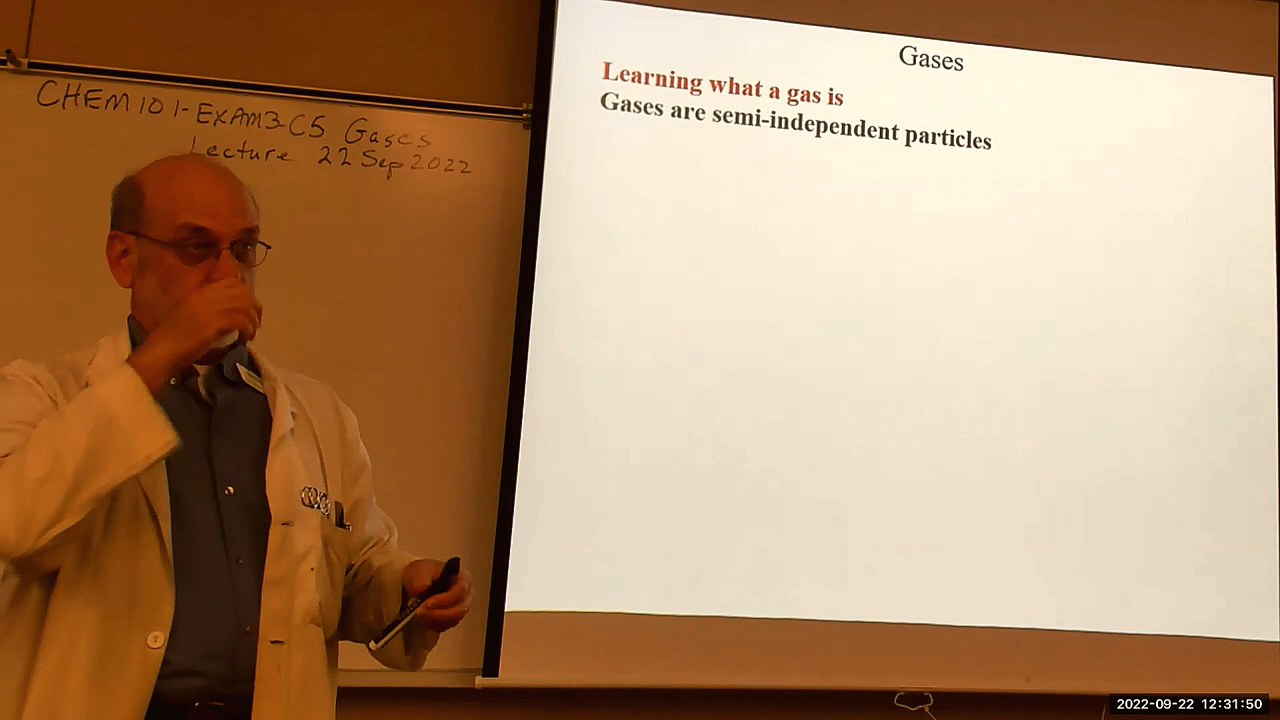 CHEM 101-EXAM3-C5 Gases
Lecture 22 Sep 2022
Gases
Learning what a gas is
Gases are semi-independent particles
2022-09-22 12:31:50